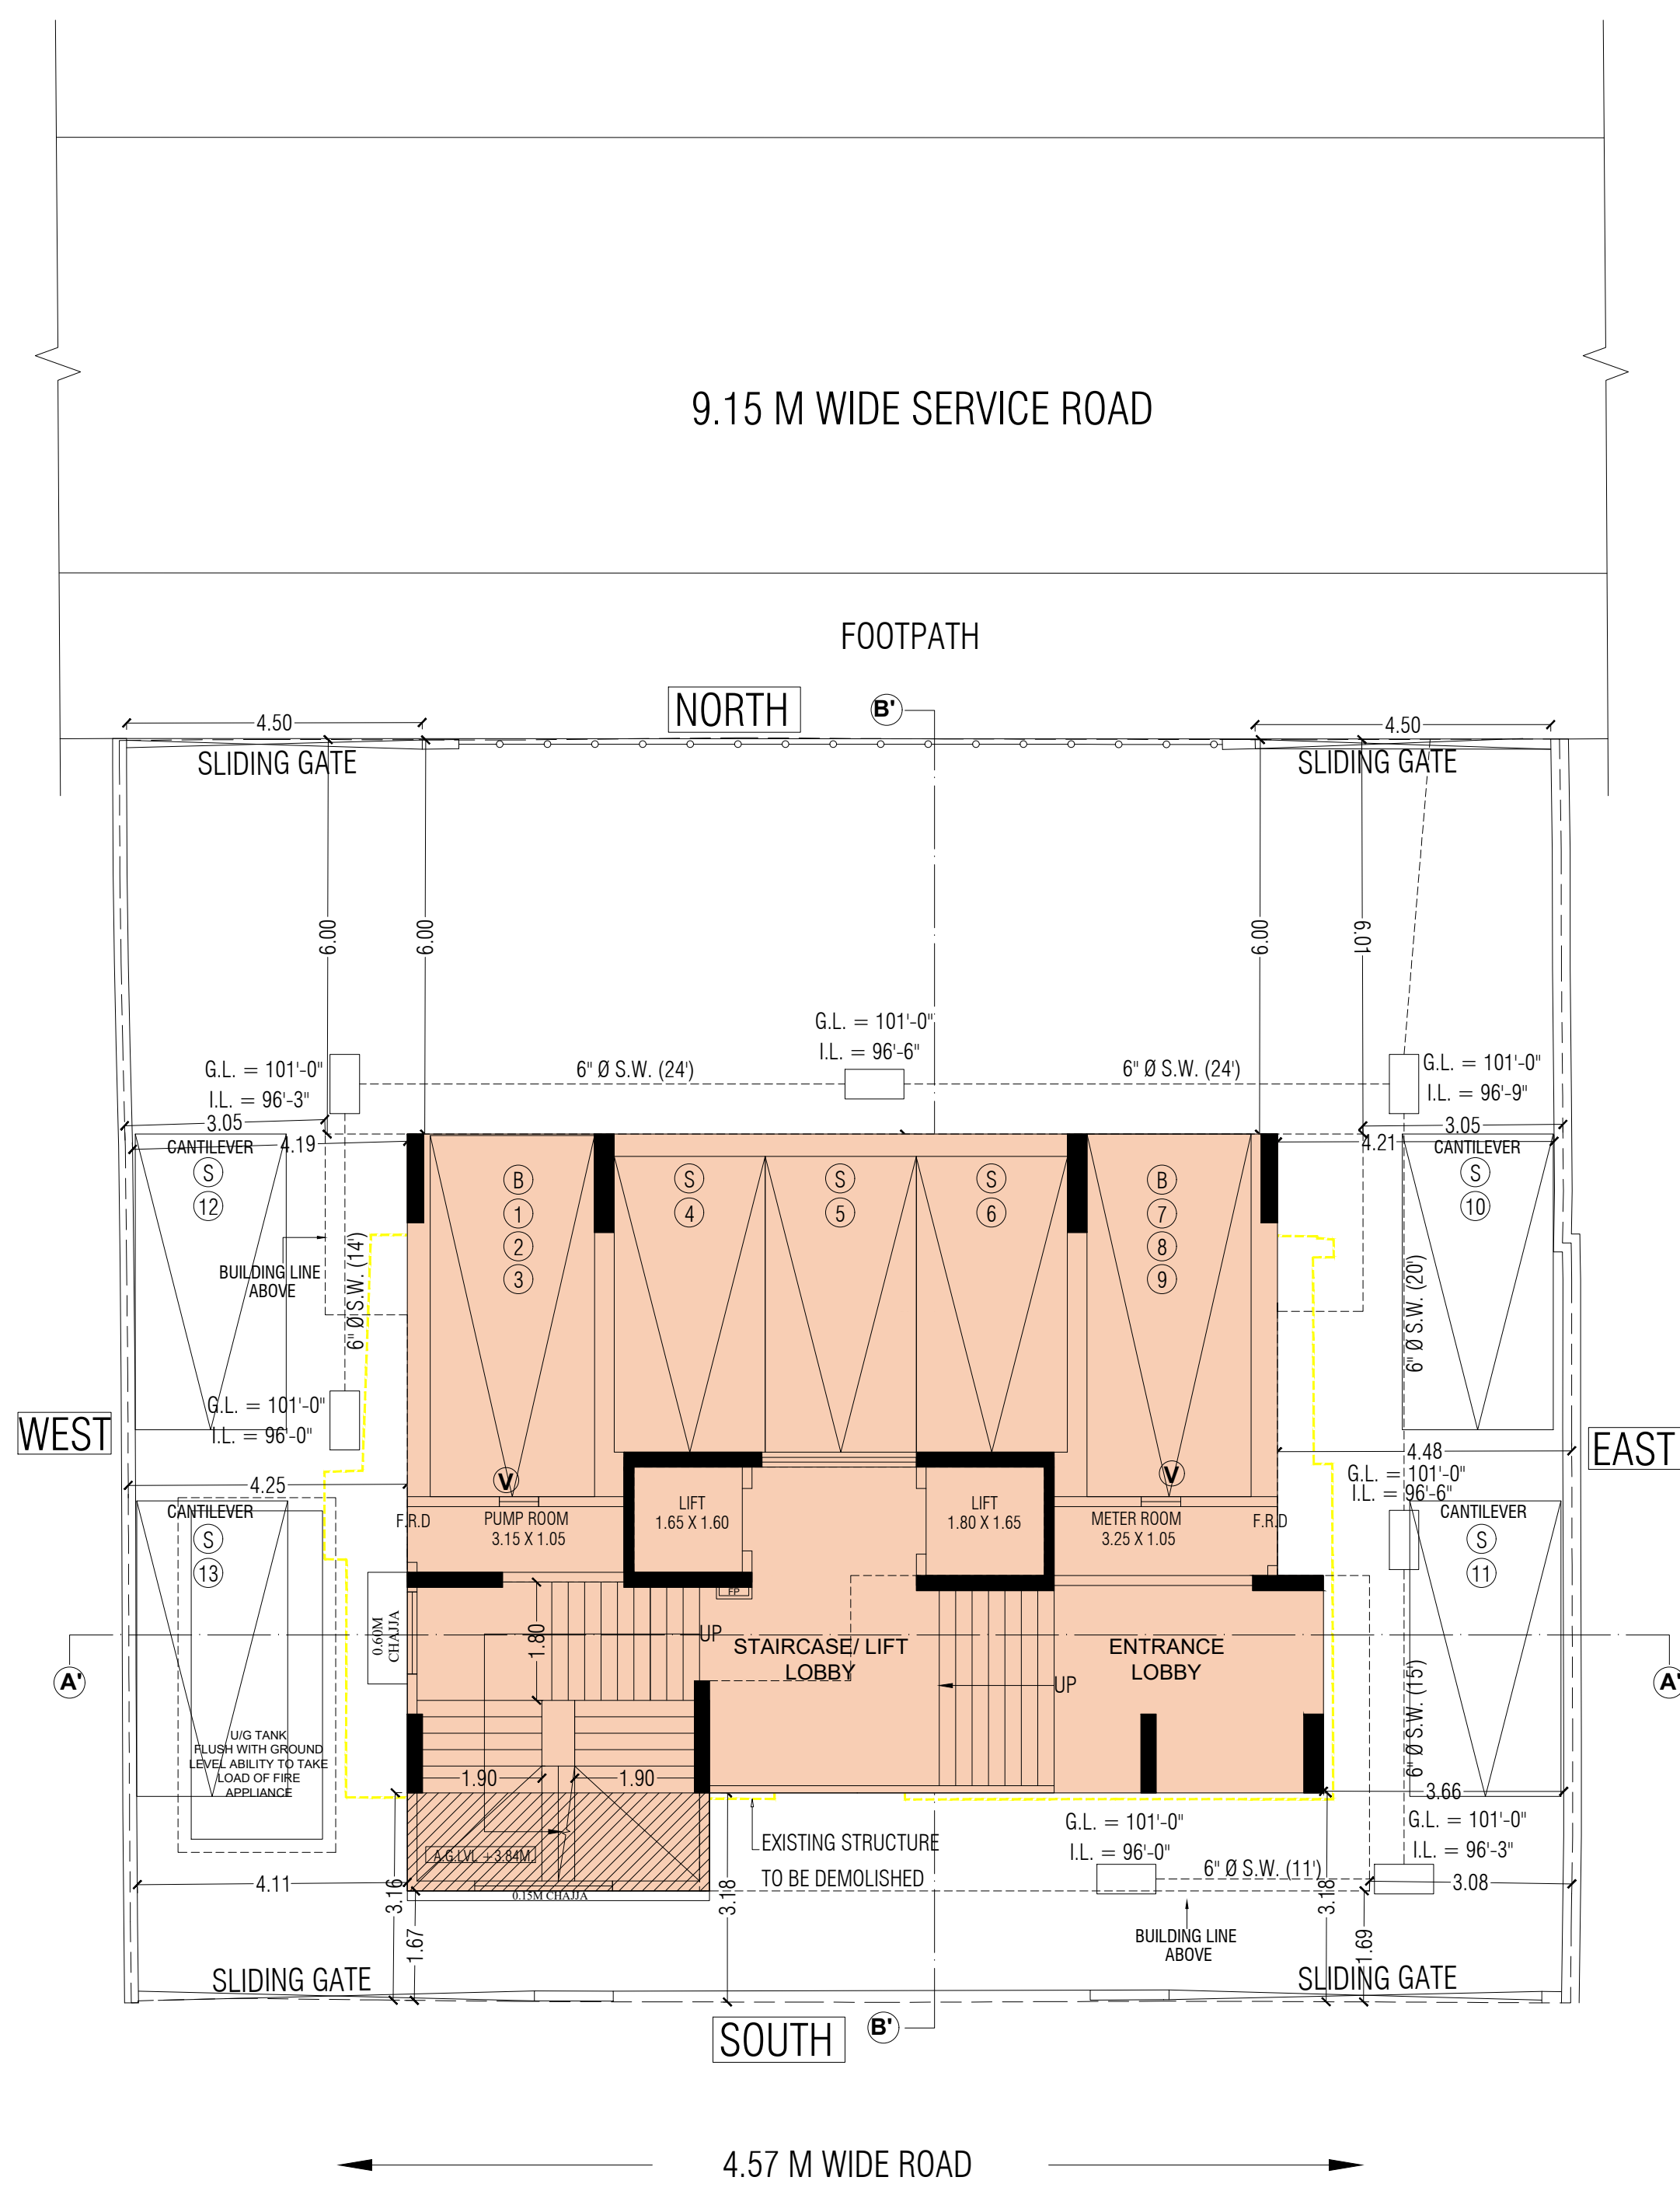 9.15 M WIDE SERVICE ROAD
FOOTPATH
NORTH
B'
4.50
4.50
SLIDING GATE
SLIDING GATE
6.00
6.00
6.00
6.01
G.L. = 101'-0"
I.L. = 96'-6"
G.L. = 101'-0"
I.L. = 96'-3"
6" Ø S.W. (24')
6" Ø S.W. (24')
G.L. = 101'-0"
I.L. = 96'-9"
3.05
3.05
4.19
4.21
CANTILEVER
S
12
B
1
2
3
S
4
S
5
S
6
B
7
8
9
CANTILEVER
S
10
BUILDING LINE
ABOVE
6" Ø S.W. (14')
6" Ø S.W. (20')
G.L. = 101'-0"
I.L. = 96'-0"
WEST
EAST
4.48
4.25
V
V
G.L. = 101'-0"
I.L. = 96'-6"
CANTILEVER
S
13
F.R.D
PUMP ROOM
3.15 X 1.05
LIFT
1.65 X 1.60
LIFT
1.80 X 1.65
METER ROOM
3.25 X 1.05
F.R.D
CANTILEVER
S
11
FP
0.60M
CHAJJA
1.80
UP
STAIRCASE/ LIFT
LOBBY
ENTRANCE
LOBBY
UP
A'
A'
6" Ø S.W. (15')
U/G TANK
FLUSH WITH GROUND
LEVEL ABILITY TO TAKE
LOAD OF FIRE
APPLIANCE
1.90
1.90
3.66
EXISTING STRUCTURE
TO BE DEMOLISHED
G.L. = 101'-0"
I.L. = 96'-0"
G.L. = 101'-0"
I.L. = 96'-3"
A.G.LVL +3.84M
0.15M CHAJJA
6" Ø S.W. (11')
4.11
3.08
3.16
3.18
3.18
1.67
1.69
BUILDING LINE
ABOVE
SLIDING GATE
SLIDING GATE
SOUTH
B'
4.57 M WIDE ROAD